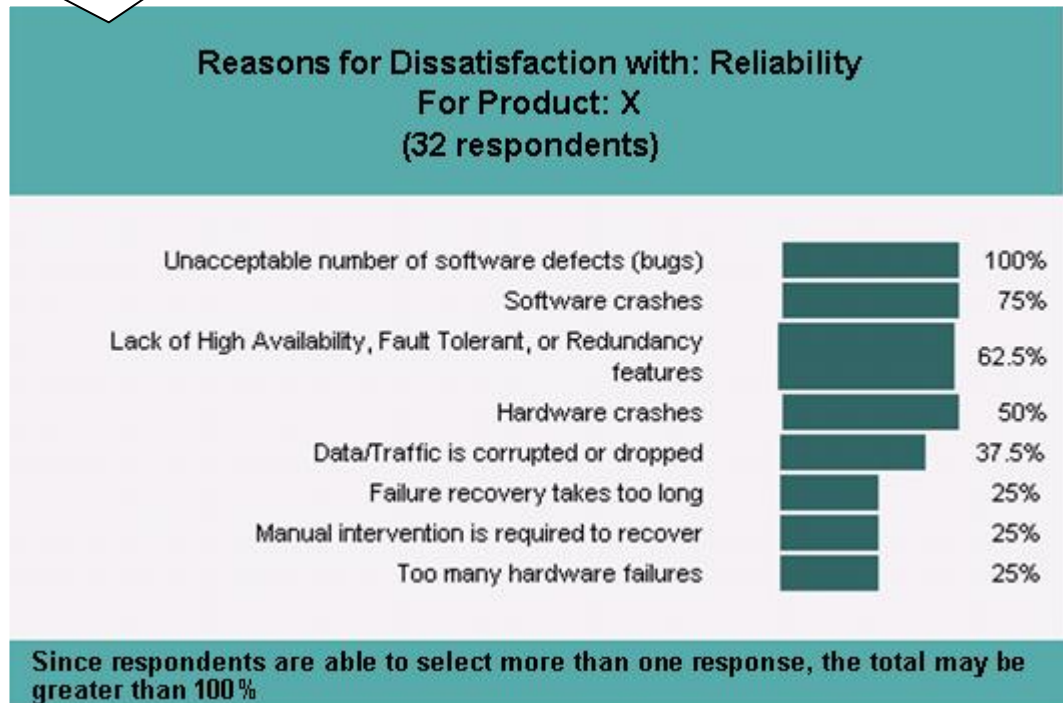 Reasons for Dissatisfaction with: Reliability
For Product: X
(32 respondents)
Unacceptable number of software defects (bugs) 100%
Software crashes 75%
Lack of High Availability, Fault Tolerant, or Redundancy
features 62.5%
Hardware crashes 50%
Data/Traffic is corrupted or dropped 37.5%
Failure recovery takes too long 25%
Manual intervention is required to recover 25%
Too many hardware failures 25%
Since respondents are able to select more than one response, the total may be
greater than 100%